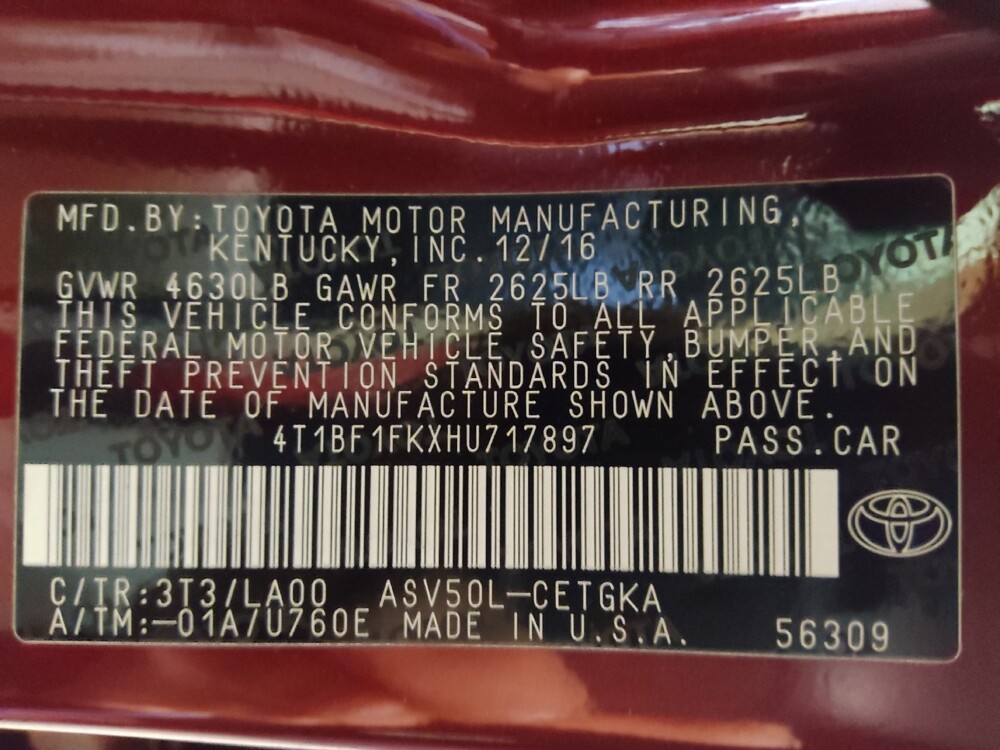 MFD.BY:TOYOTA MOTOR MANUFACTURING,
KENTUCKY,INC.12/16
GVWR 4630LB GAWR FR 2625LB RR 2625LB
THIS VEHICLE CONFORMS TO ALL APPLICABLE
FEDERAL MOTOR VEHICLE SAFETY,BUMPER,AND
THEFT PREVENTION STANDARDS IN EFFECT ON
THE DATE OF MANUFACTURE SHOWN ABOVE.
4T1BF1FKXHU717897 PASS.CAR
C/TR:3T3/LA00 ASV50L-CETGKA
A/TM:-01A/U760E MADE IN U.S.A. 56309